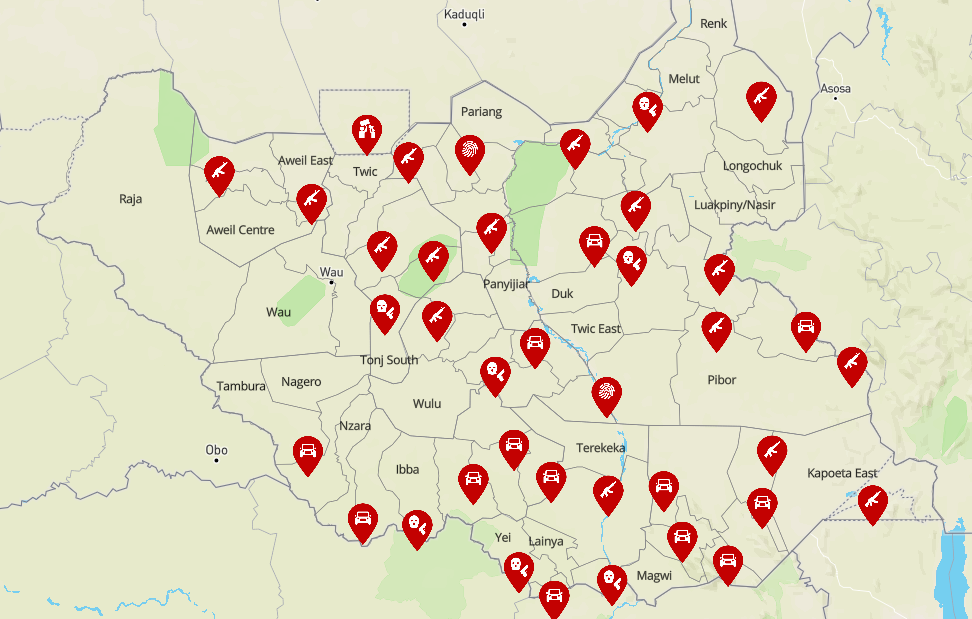 Kaduqli
Renk
Melut
Asosa
Pariang
Aweil East
Twic
Longochuk
Raja
Luakpiny/Nasir
Aweil Centre
Wau
Panyijiar
Duk
Wau
Twic East
Tonj South
Tambura
Nagero
Pibor
Wulu
Nzara
Obo
Terekeka
Ibba
Kapoeta East
Yei
Lainya
Magwi